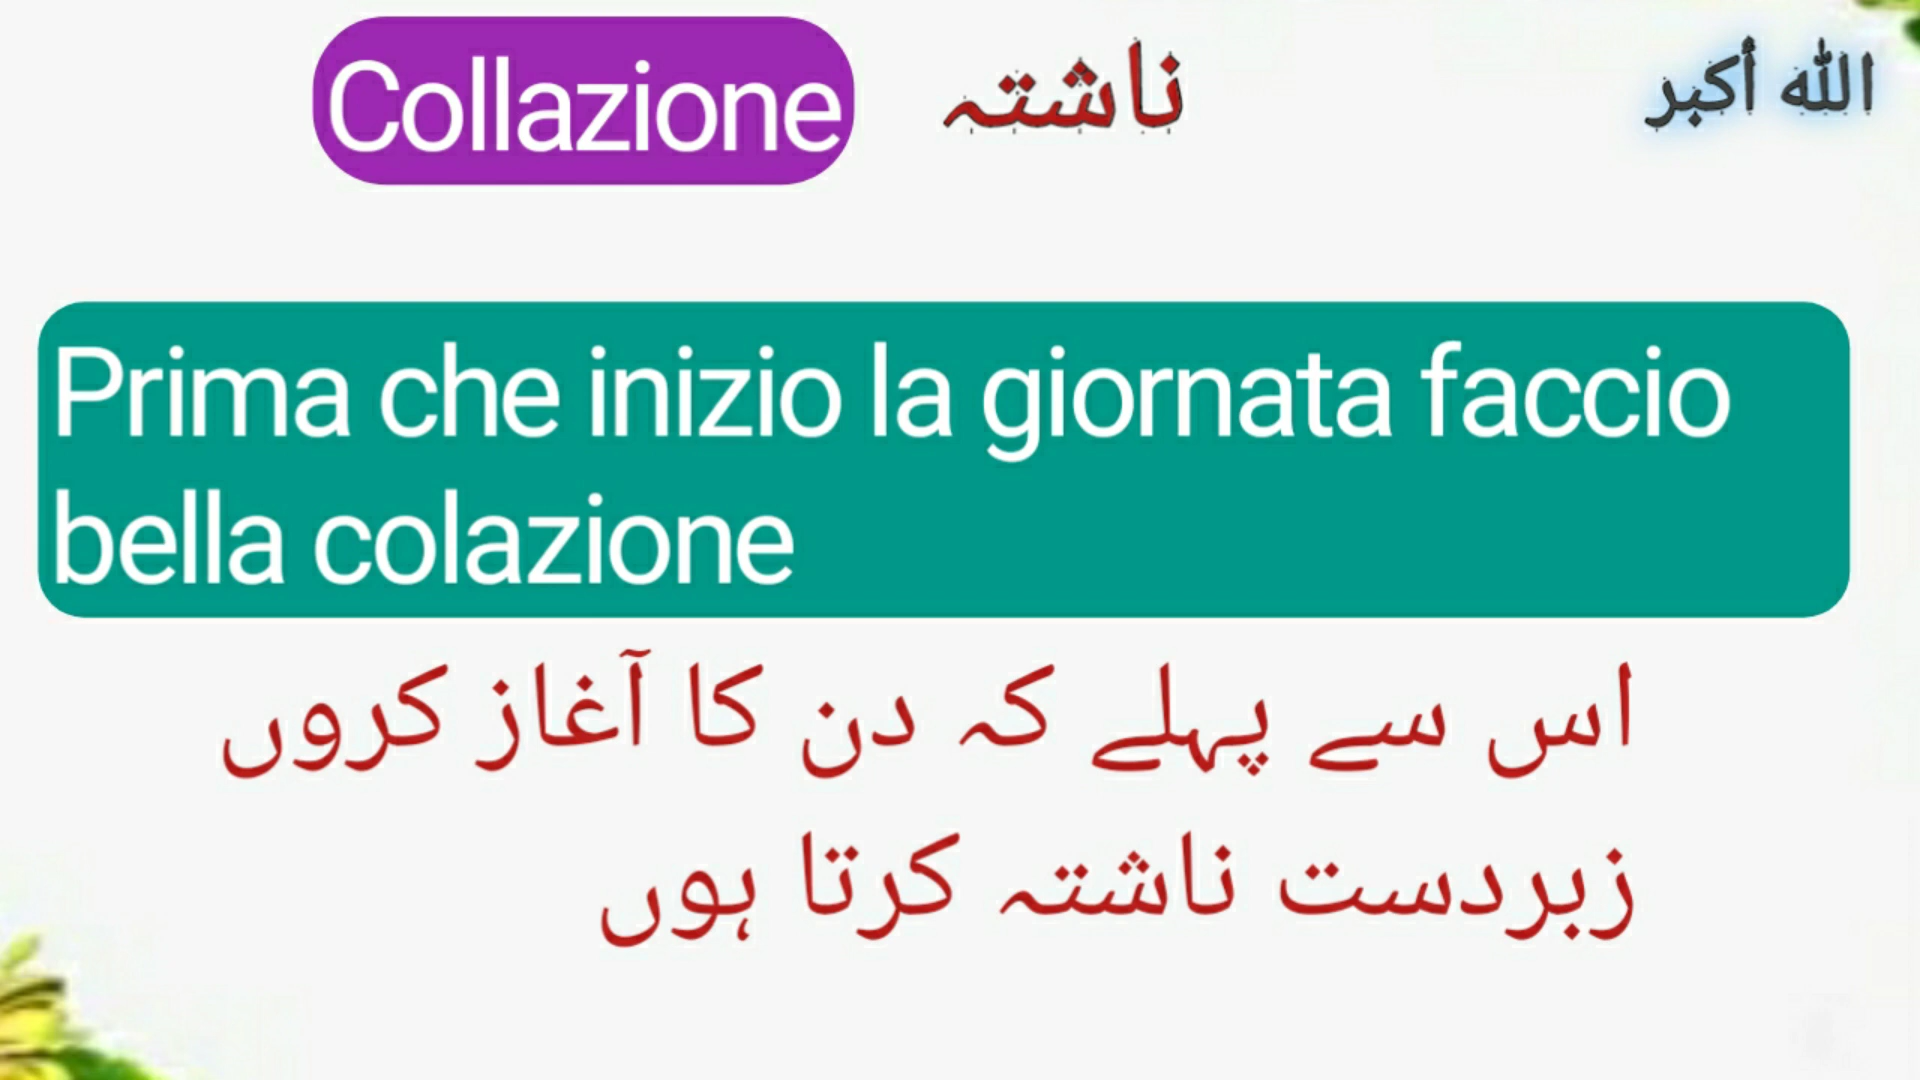 Collazione
ناشتہ
الله أكبر
Prima che inizio la giornata faccio
bella colazione
اس سے پہلے کہ دن کا آغاز کروں
زبردست ناشتہ کرتا ہوں